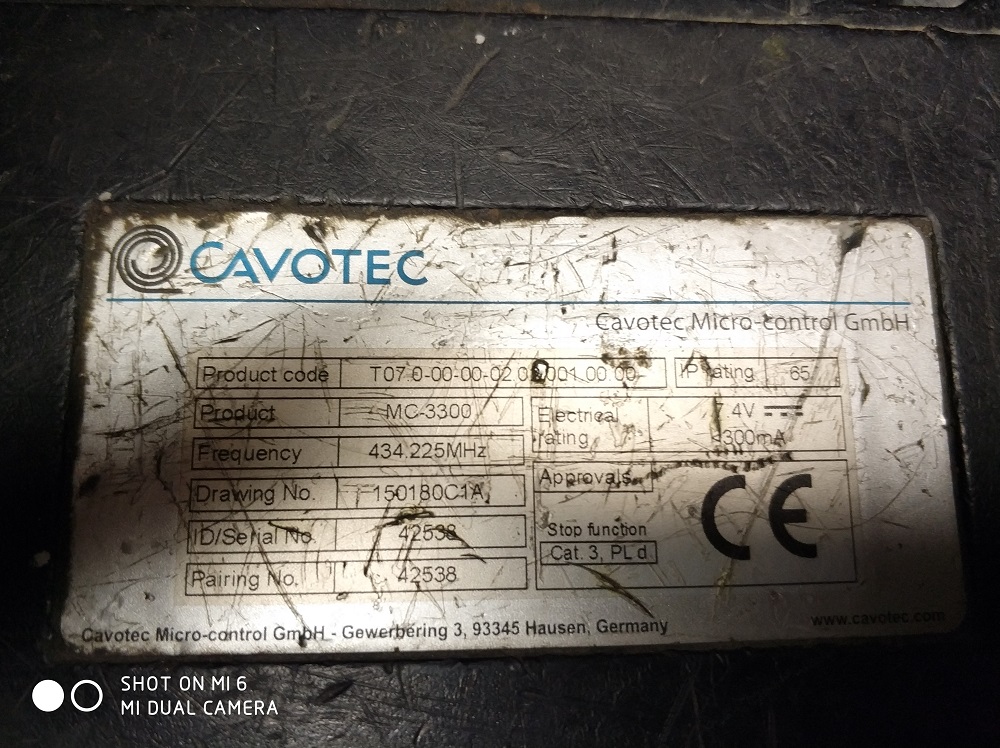 CAVOTEC
Cavotec Micro-control GmbH
Product code T07.0-00-00-02.0 001.00.00 IP rating 65
Product MC-3300 Electrical rating 7.4V <300mA
Frequency 434.225MHz
Drawing No. 150180C1A Approvals CE
ID/Serial No. 42538 Stop function
Cat. 3, PL d
Pairing No. 42538
Cavotec Micro-control GmbH - Gewerbering 3, 93345 Hausen, Germany
www.cavotec.com
SHOT ON MI 6
MI DUAL CAMERA